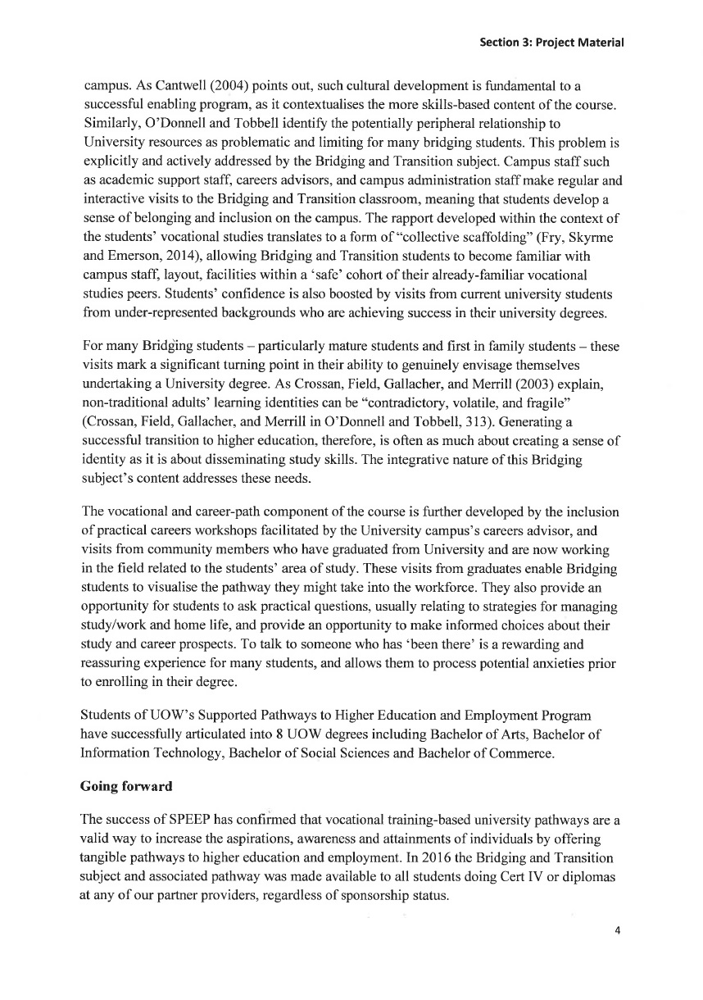 Section 3: Project Material
campus. As Cantwell (2004) points out, such cultural development is fundamental to a
successful enabling program, as it contextualises the more skills-based content of the course.
Similarly, O’Donnell and Tobbell identify the potentially peripheral relationship to
University resources as problematic and limiting for many bridging students. This problem is
explicitly and actively addressed by the Bridging and Transition subject. Campus staff such
as academic support staff, careers advisors, and campus administration staff make regular and
interactive visits to the Bridging and Transition classroom, meaning that students develop a
sense of belonging and inclusion on the campus. The rapport developed within the context of
the students’ vocational studies translates to a form of “collective scaffolding” (Fry, Skyrme
and Emerson, 2014), allowing Bridging and Transition students to become familiar with
campus staff, layout, facilities within a ‘safe’ cohort of their already-familiar vocational
studies peers. Students’ confidence is also boosted by visits from current university students
from under-represented backgrounds who are achieving success in their university degrees.
For many Bridging students – particularly mature students and first in family students – these
visits mark a significant turning point in their ability to genuinely envisage themselves
undertaking a University degree. As Crossan, Field, Gallacher, and Merrill (2003) explain,
non-traditional adults’ learning identities can be “contradictory, volatile, and fragile”
(Crossan, Field, Gallacher, and Merrill in O’Donnell and Tobbell, 313). Generating a
successful transition to higher education, therefore, is often as much about creating a sense of
identity as it is about disseminating study skills. The integrative nature of this Bridging
subject’s content addresses these needs.
The vocational and career-path component of the course is further developed by the inclusion
of practical careers workshops facilitated by the University campus’s careers advisor, and
visits from community members who have graduated from University and are now working
in the field related to the students’ area of study. These visits from graduates enable Bridging
students to visualise the pathway they might take into the workforce. They also provide an
opportunity for students to ask practical questions, usually relating to strategies for managing
study/work and home life, and provide an opportunity to make informed choices about their
study and career prospects. To talk to someone who has ‘been there’ is a rewarding and
reassuring experience for many students, and allows them to process potential anxieties prior
to enrolling in their degree.
Students of UOW’s Supported Pathways to Higher Education and Employment Program
have successfully articulated into 8 UOW degrees including Bachelor of Arts, Bachelor of
Information Technology, Bachelor of Social Sciences and Bachelor of Commerce.
Going forward
The success of SPEEP has confirmed that vocational training-based university pathways are a
valid way to increase the aspirations, awareness and attainments of individuals by offering
tangible pathways to higher education and employment. In 2016 the Bridging and Transition
subject and associated pathway was made available to all students doing Cert IV or diplomas
at any of our partner providers, regardless of sponsorship status.
4